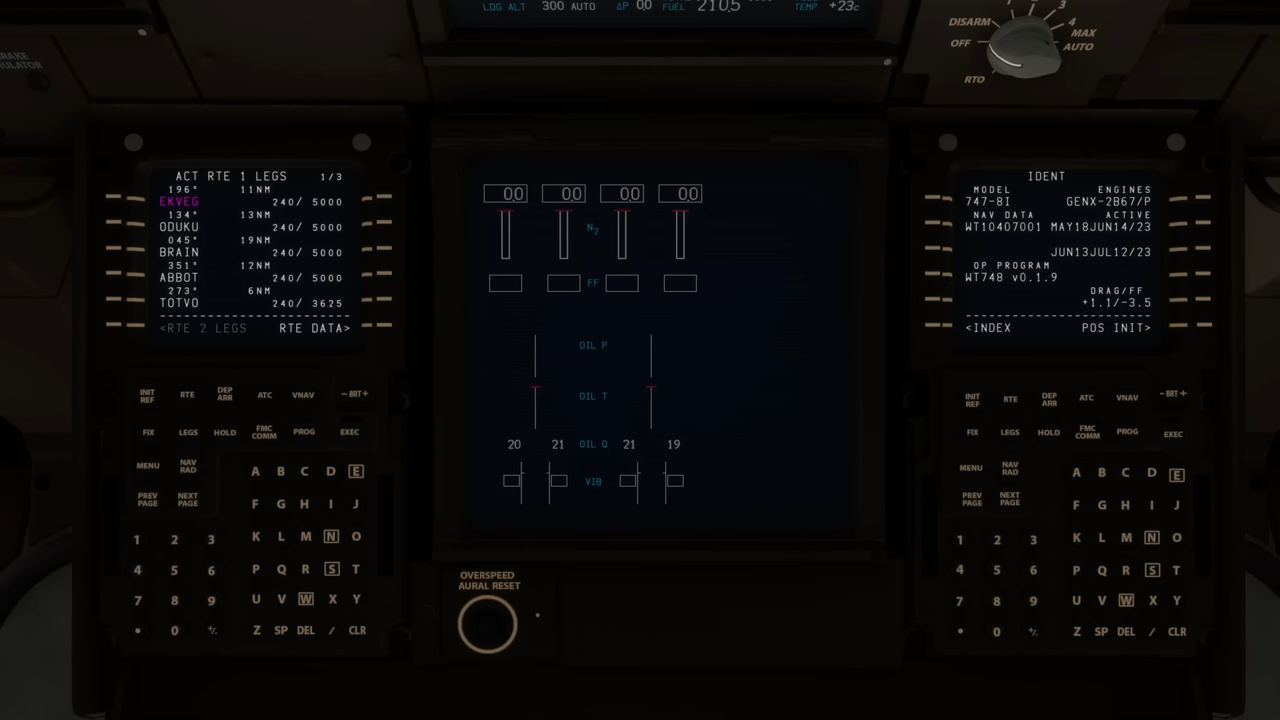 LDG ALT 300 AUTO ΔP 00 FUEL 210.5 TEMP +23c
DISARM
OFF
RTO
1
3
4
MAX
AUTO
BRAKE
ACT RTE 1 LEGS 1/3
196° 11NM
EKVEG 240/ 5000
134° 13NM
ODUKU 240/ 5000
045° 19NM
BRAIN 240/ 5000
351° 12NM
ABBOT 240/ 5000
273° 6NM
TOTVO 240/ 3625
--------------------
<RTE 2 LEGS RTE DATA>
00 00 00 00
N2
FF
OIL P
OIL T
20 21 OIL Q 21 19
VIB
IDENT
MODEL ENGINES
747-8I GENX-2B67/P
NAV DATA ACTIVE
WT10407001 MAY18JUN14/23
JUN13JUL12/23
OP PROGRAM
WT748 v0.1.9
DRAG/FF
+1.1/-3.5
--------------------
<INDEX POS INIT>
INIT REF RTE DEP ARR ATC VNAV - BRT +
FIX LEGS HOLD FMC COMM PROG EXEC
MENU NAV RAD
PREV PAGE NEXT PAGE
A B C D E
F G H I J
K L M N O
P Q R S T
U V W X Y
Z SP DEL / CLR
1 2 3
4 5 6
7 8 9
• 0 +/-
OVERSPEED
AURAL RESET
INIT REF RTE DEP ARR ATC VNAV - BRT +
FIX LEGS HOLD FMC COMM PROG EXEC
MENU NAV RAD
PREV PAGE NEXT PAGE
A B C D E
F G H I J
K L M N O
P Q R S T
U V W X Y
Z SP DEL / CLR
1 2 3
4 5 6
7 8 9
• 0 +/-